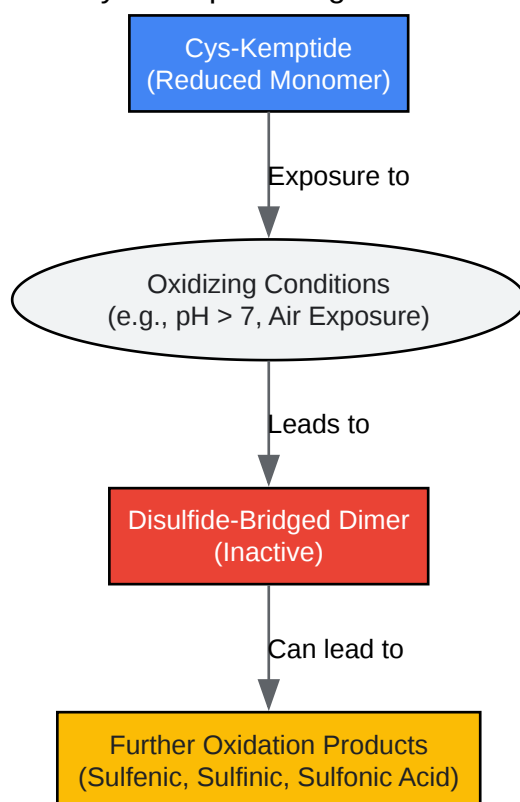 Cys-Kemptide
(Reduced Monomer)
Exposure to
Oxidizing Conditions
(e.g., pH > 7, Air Exposure)
Leads to
Disulfide-Bridged Dimer
(Inactive)
Can lead to
Further Oxidation Products
(Sulfenic, Sulfinic, Sulfonic Acid)